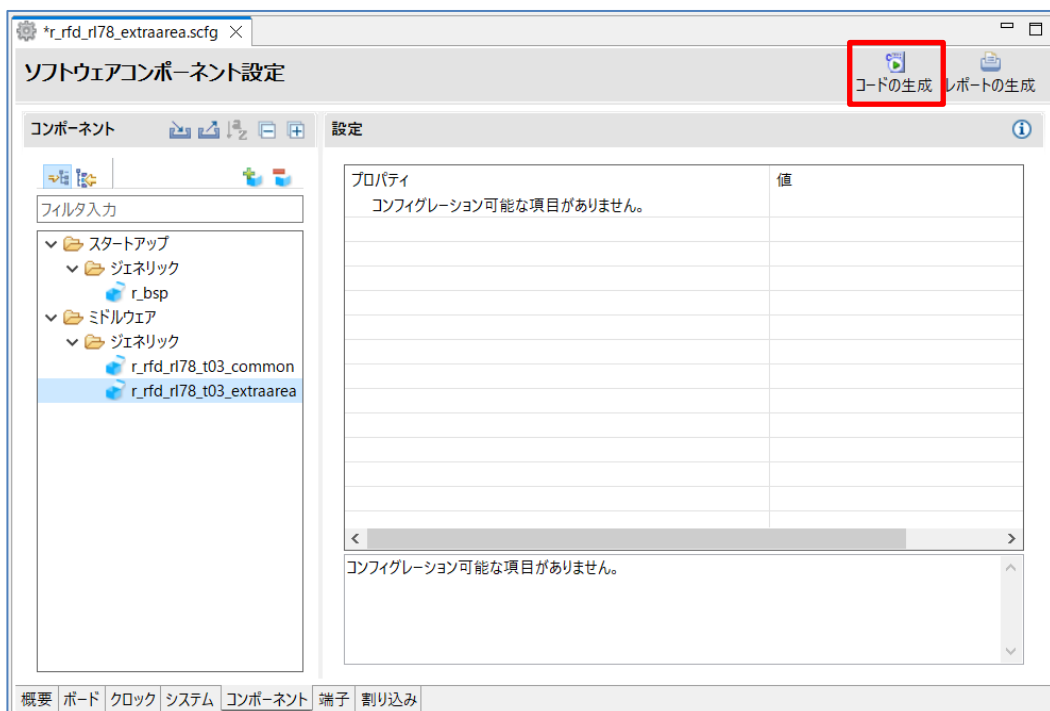 *r_rfd_rl78_extraarea.scfg
ソフトウェアコンポーネント設定
コードの生成
レポートの生成
コンポーネント
設定
フィルタ入力
スタートアップ
ジェネリック
r_bsp
ミドルウェア
ジェネリック
r_rfd_rl78_t03_common
r_rfd_rl78_t03_extraarea
プロパティ 値
コンフィグレーション可能な項目がありません。
コンフィグレーション可能な項目がありません。
概要 ボード クロック システム コンポーネント 端子 割り込み